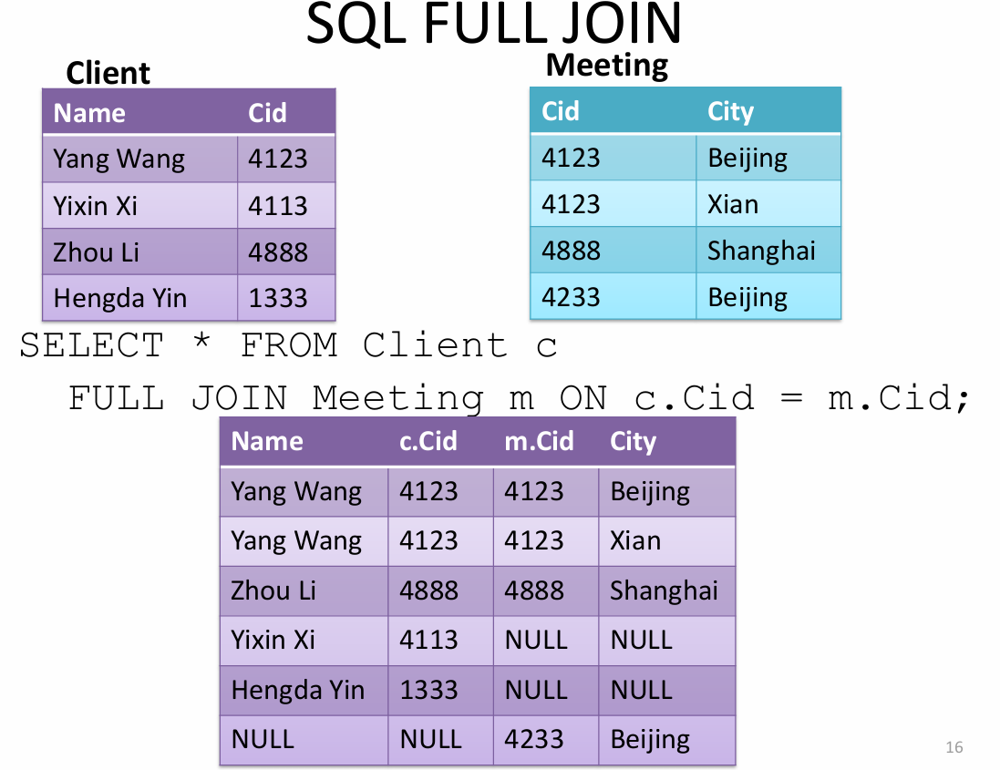 SQL FULL JOIN
Client
Meeting
Name Cid
Yang Wang 4123
Yixin Xi 4113
Zhou Li 4888
Hengda Yin 1333
Cid City
4123 Beijing
4123 Xian
4888 Shanghai
4233 Beijing
SELECT * FROM Client c
FULL JOIN Meeting m ON c.Cid = m.Cid;
Name c.Cid m.Cid City
Yang Wang 4123 4123 Beijing
Yang Wang 4123 4123 Xian
Zhou Li 4888 4888 Shanghai
Yixin Xi 4113 NULL NULL
Hengda Yin 1333 NULL NULL
NULL NULL 4233 Beijing
16